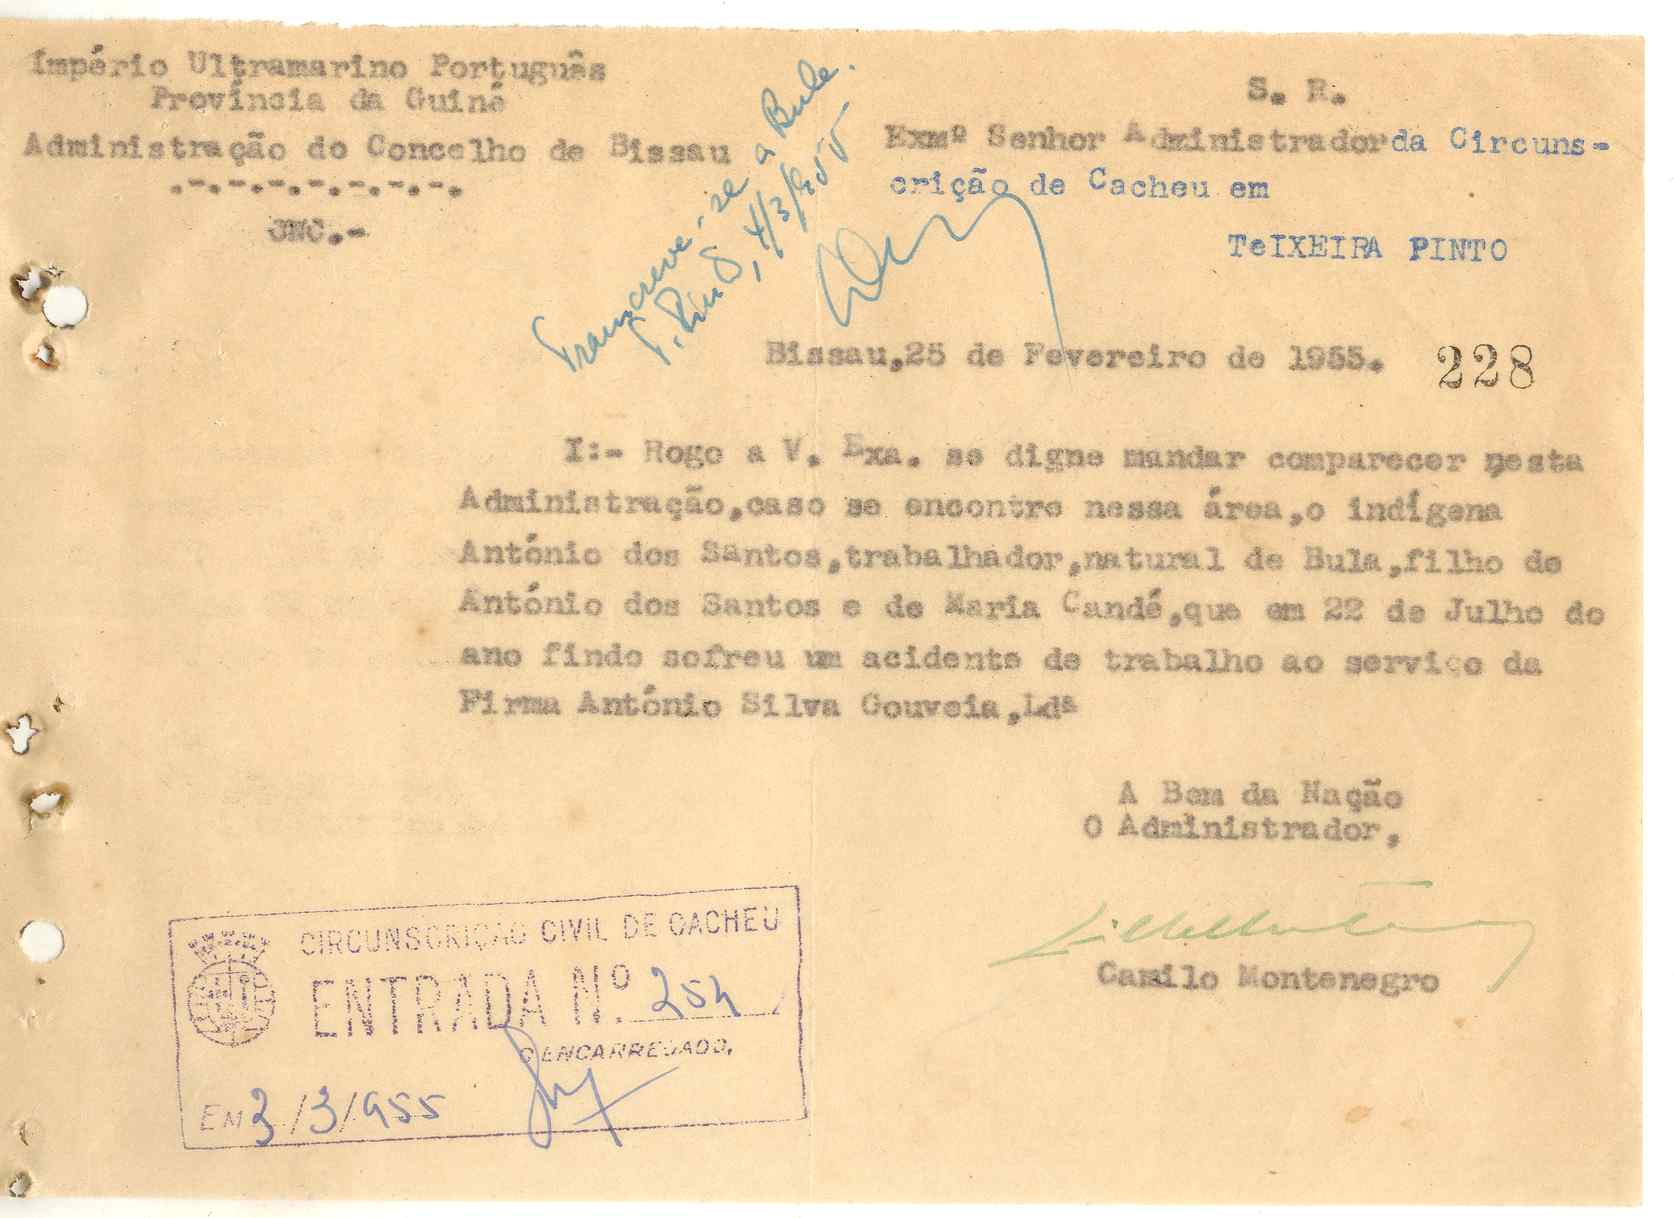 Império Ultramarino Português
Província da Guiné
Administração do Concelho de Bissau
.-.-.-.-.-.-.-.
JNC.-
Transcreve-se a Bula.
T. Pinto, 4/3/955
S. R.
Exmº Senhor Administrador da Circuns-
crição de Cacheu em
TeIXEIRA PINTO
Bissau,25 de Fevereiro de 1955. 228
I:- Rogo a V. Exa. se digne mandar comparecer nesta
Administração,caso se encontre nessa área,o indígena
António dos Santos,trabalhador,natural de Bula,filho de
António dos Santos e de Maria Candé,que em 22 de Julho do
ano findo sofreu um acidente de trabalho ao serviço da
Firma António Silva Gouveia,Ldª
A Bem da Nação
O Administrador,
Camilo Montenegro
CIRCUNSCRIÇÃO CIVIL DE CACHEU
ENTRADA N.º 254
O ENCARREGADO,
EM 3/3/955